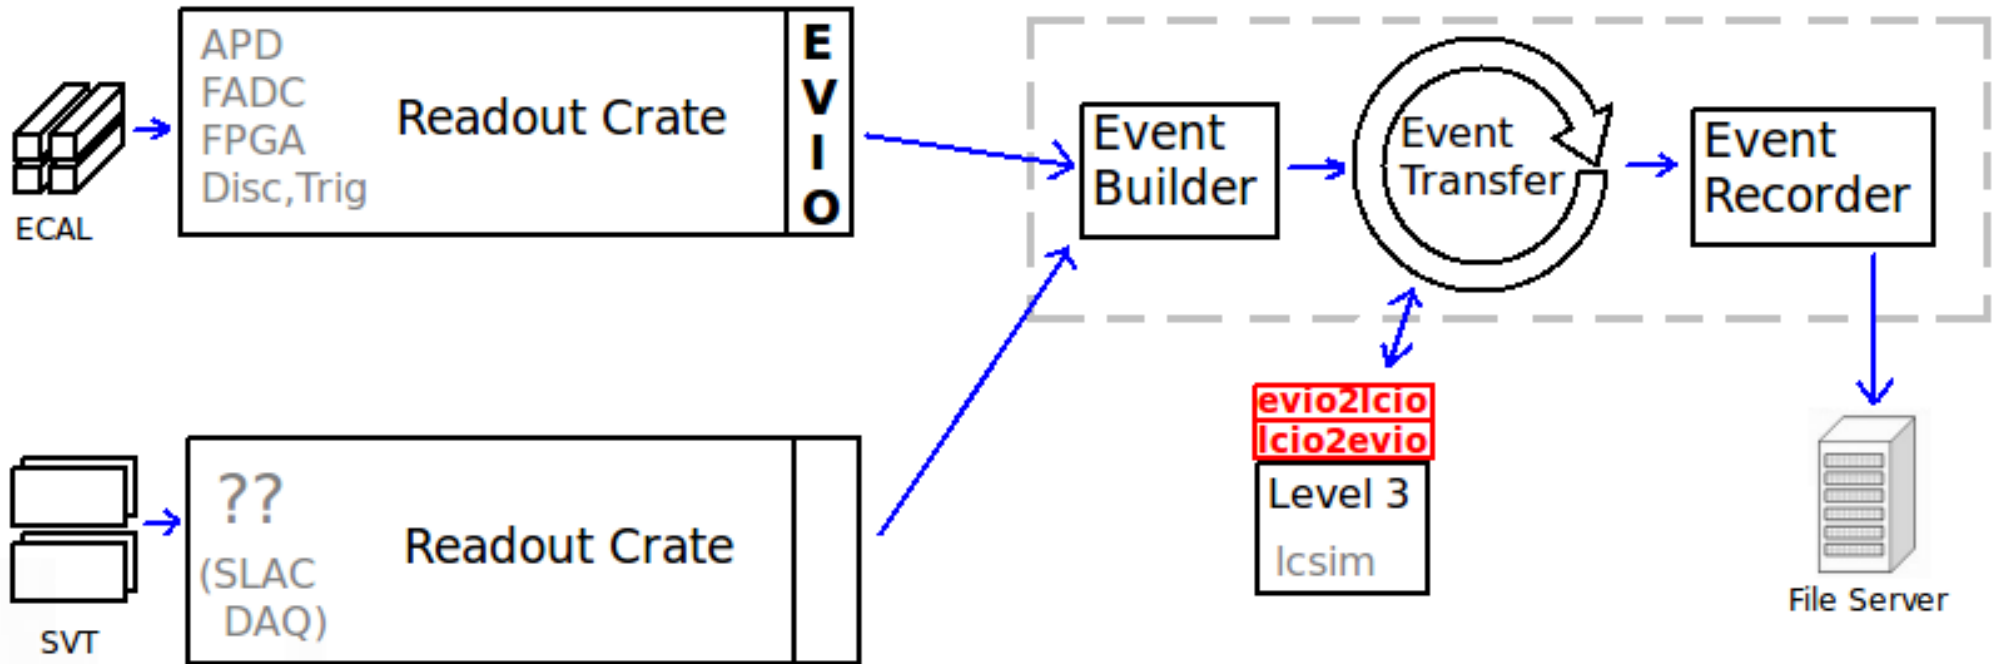 APD
FADC
FPGA
Disc,Trig
Readout Crate
E
V
I
O
ECAL
Event
Builder
Event
Transfer
Event
Recorder
evio2lcio
lcio2evio
Level 3
lcsim
File Server
??
(SLAC
DAQ)
Readout Crate
SVT